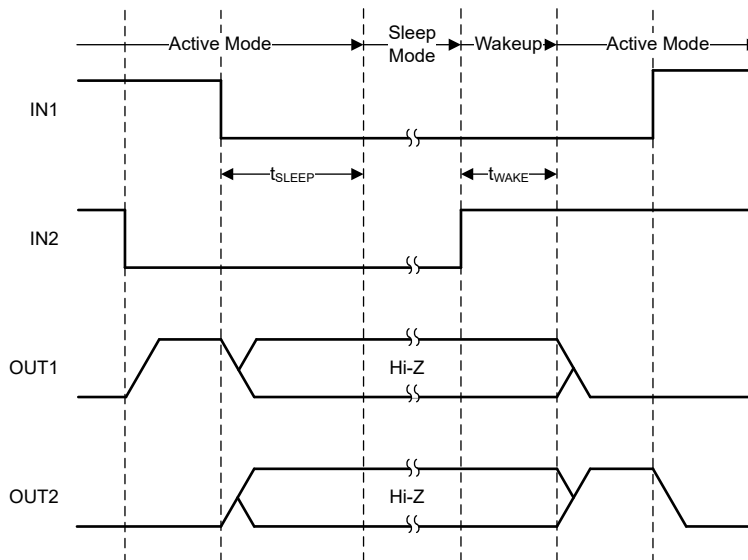 Active Mode
Sleep
Mode
Wakeup
Active Mode
IN1
tSLEEP
tWAKE
IN2
OUT1
Hi-Z
OUT2
Hi-Z